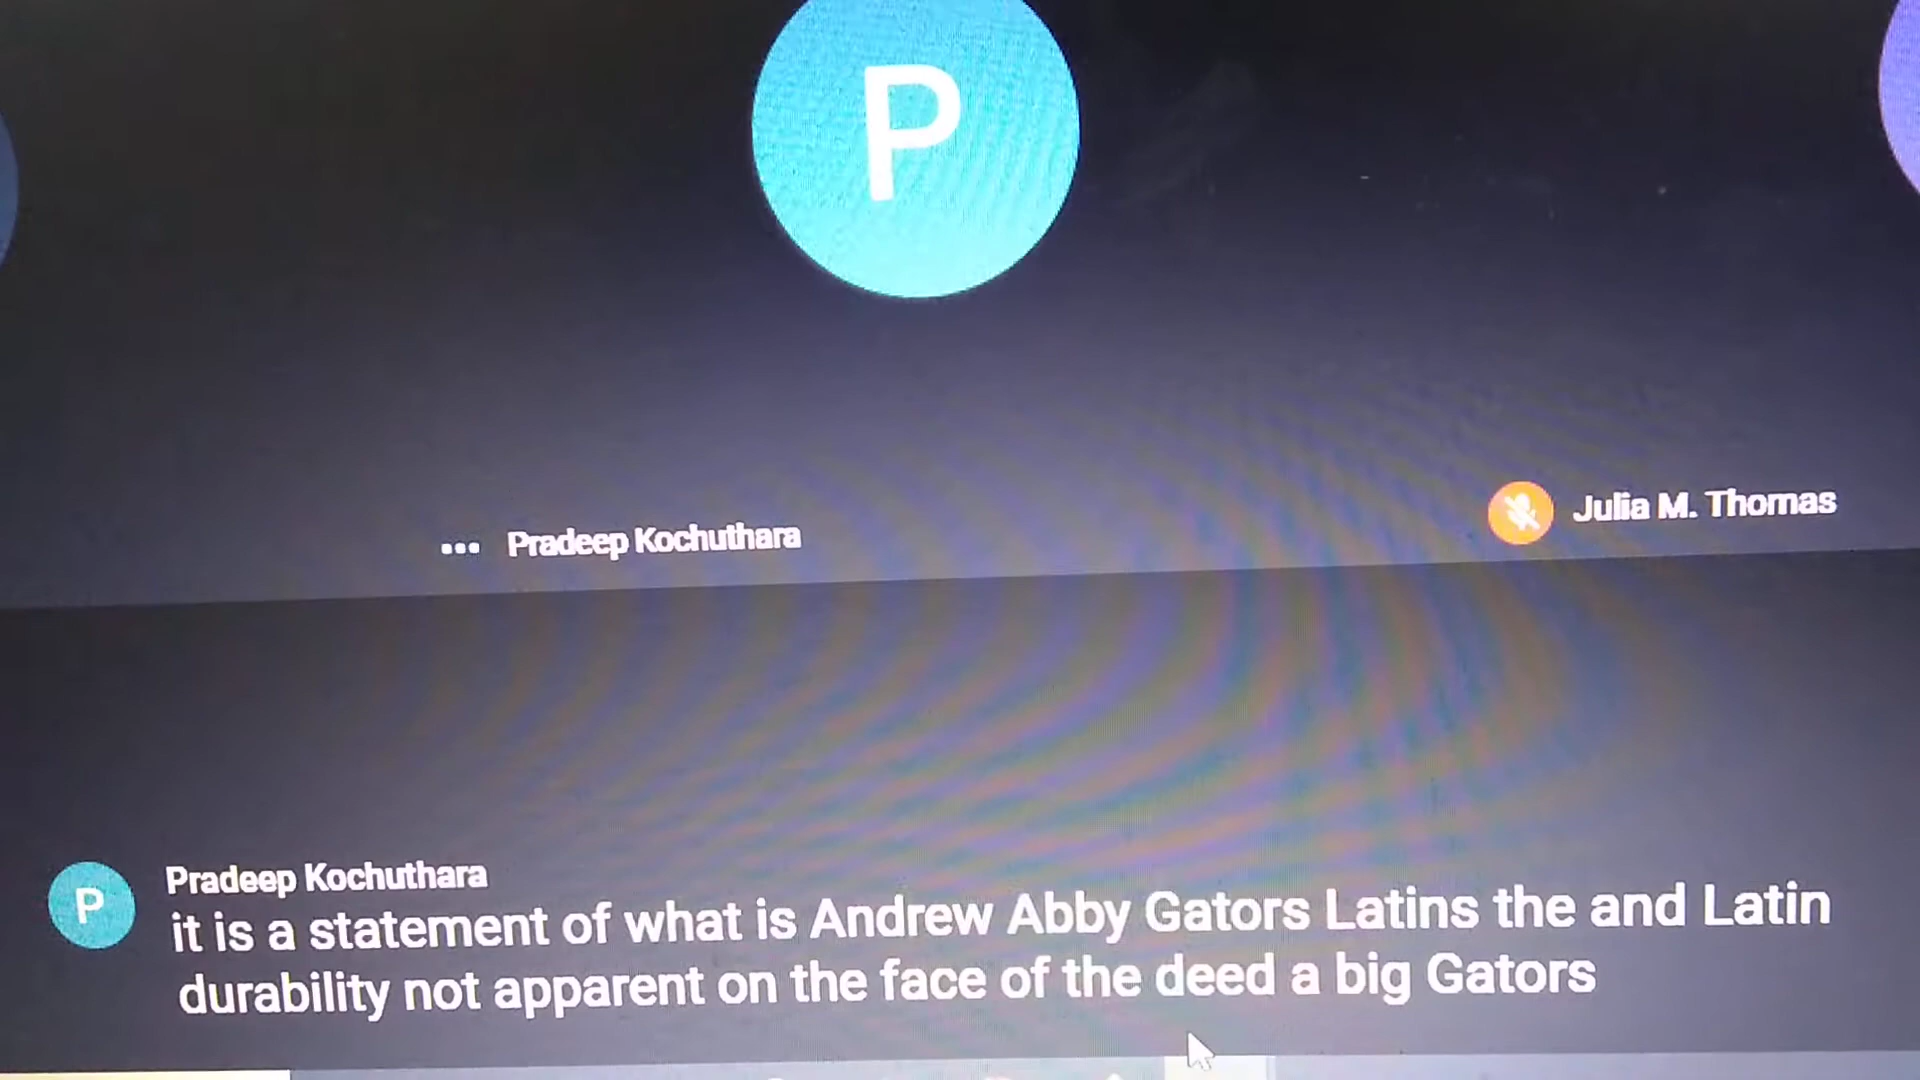 P
Pradeep Kochuthara
Julia M. Thomas
P
Pradeep Kochuthara
it is a statement of what is Andrew Abby Gators Latins the and Latin
durability not apparent on the face of the deed a big Gators